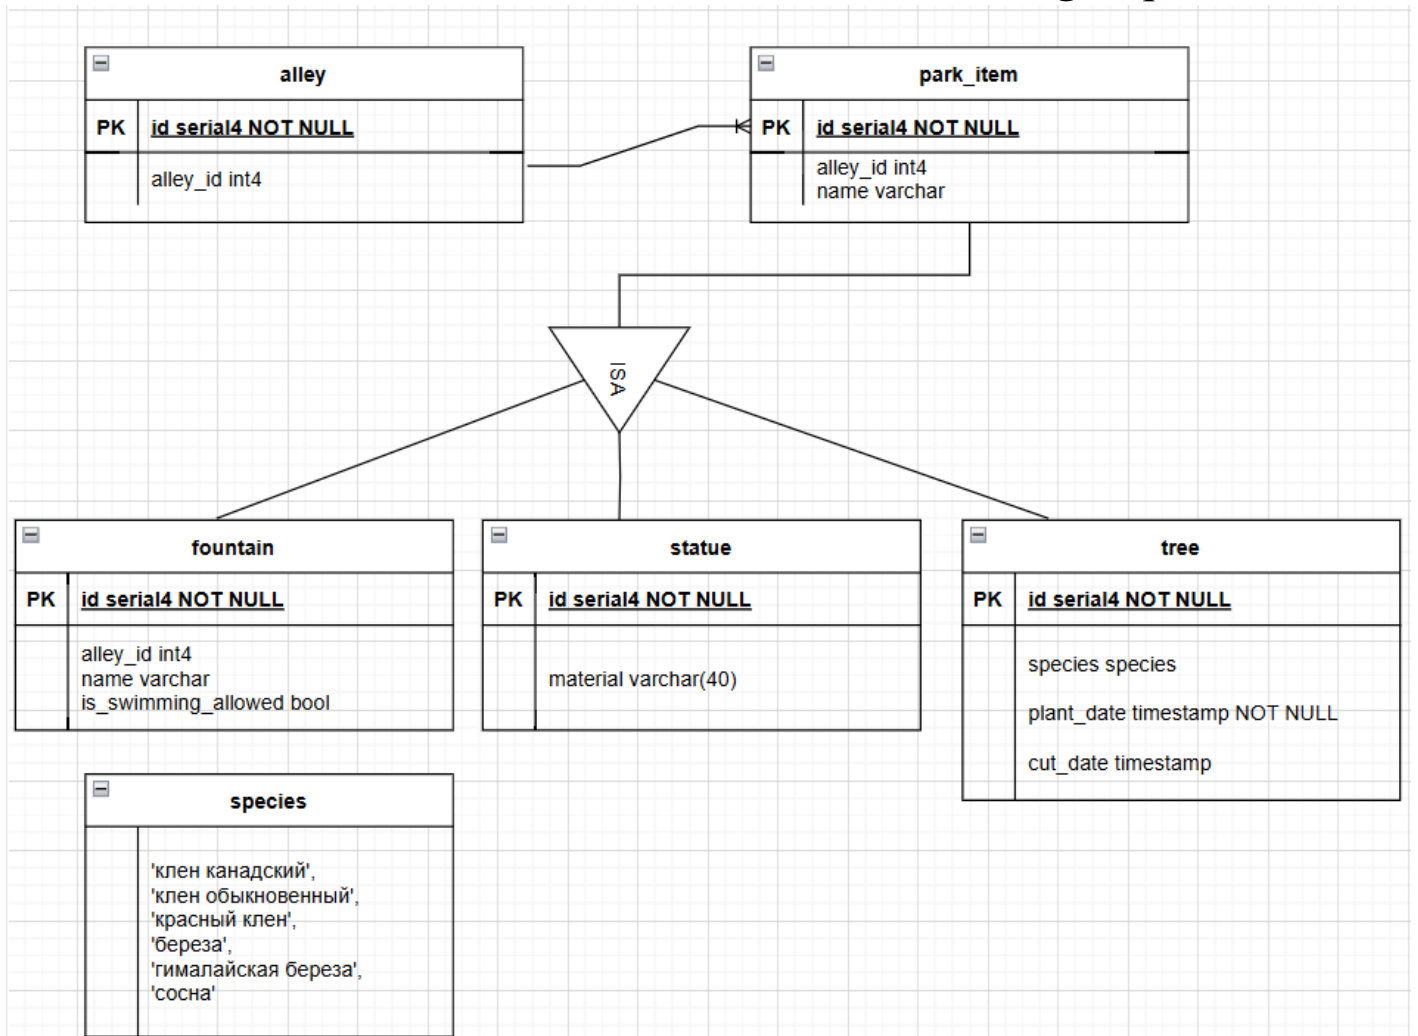 alley
PK id serial4 NOT NULL
alley_id int4
park_item
PK id serial4 NOT NULL
alley_id int4
name varchar
ISA
fountain
PK id serial4 NOT NULL
alley_id int4
name varchar
is_swimming_allowed bool
statue
PK id serial4 NOT NULL
material varchar(40)
tree
PK id serial4 NOT NULL
species species
plant_date timestamp NOT NULL
cut_date timestamp
species
'клен канадский',
'клен обыкновенный',
'красный клен',
'береза',
'гималайская береза',
'сосна'